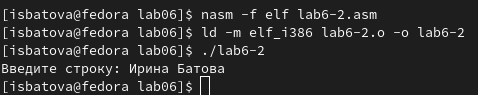 [isbatova@fedora lab06]$ nasm -f elf lab6-2.asm
[isbatova@fedora lab06]$ ld -m elf_i386 lab6-2.o -o lab6-2
[isbatova@fedora lab06]$ ./lab6-2
Введите строку: Ирина Батова
[isbatova@fedora lab06]$